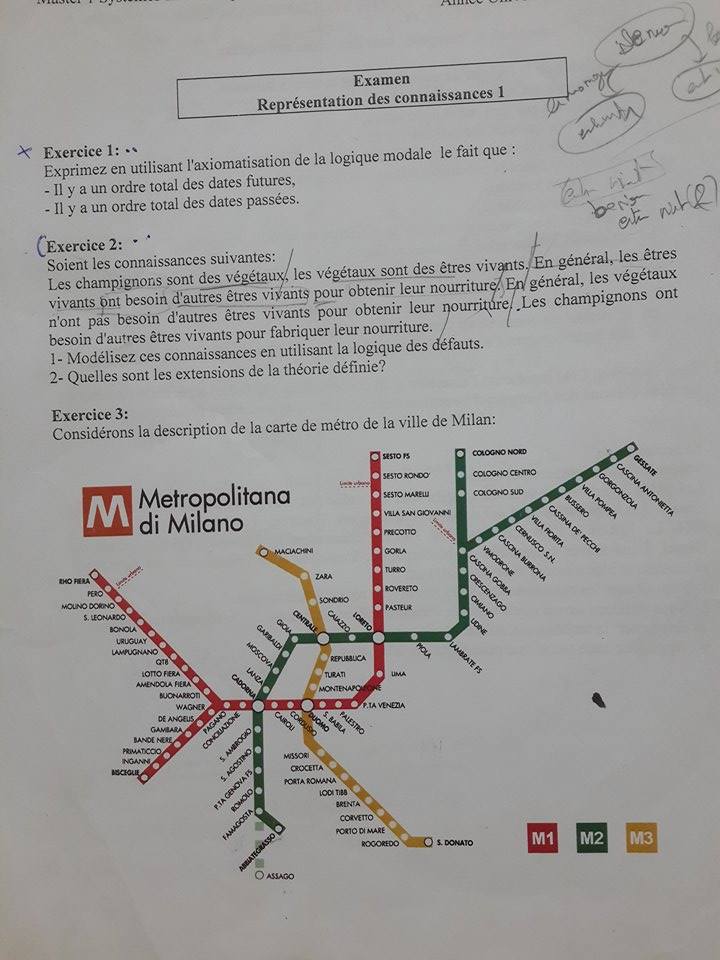 Examen
Représentation des connaissances 1
Exercice 1:
Exprimez en utilisant l'axiomatisation de la logique modale le fait que :
- Il y a un ordre total des dates futures,
- Il y a un ordre total des dates passées.
Exercice 2:
Soient les connaissances suivantes:
Les champignons sont des végétaux, les végétaux sont des êtres vivants. En général, les êtres
vivants ont besoin d'autres êtres vivants pour obtenir leur nourriture. En général, les végétaux
n'ont pas besoin d'autres êtres vivants pour obtenir leur nourriture. Les champignons ont
besoin d'autres êtres vivants pour fabriquer leur nourriture.
1- Modélisez ces connaissances en utilisant la logique des défauts.
2- Quelles sont les extensions de la théorie définie?
Exercice 3:
Considérons la description de la carte de métro de la ville de Milan:
M
Metropolitana
di Milano
SESTO FS
SESTO RONDO'
SESTO MARELLI
VILLA SAN GIOVANNI
PRECOTTO
GORLA
TURRO
ROVERETO
PASTEUR
LORETO
LIMA
P.TA VENEZIA
PALESTRO
S. BABILA
DUOMO
CORDUSIO
CAIROLI
CADORNA
CONCILIAZIONE
PAGANO
COLOGNO NORD
COLOGNO CENTRO
COLOGNO SUD
GESSATE
CASCINA ANTONIETTA
GORGONZOLA
VILLA POMPEA
BUSSERO
CASSINA DE' PECCHI
VILLA FIORITA
CERNUSCO S.N.
CASCINA BURRONA
VIMODRONE
CASCINA GOBBA
CRESCENZAGO
CIMIANO
UDINE
LAMBRATE FS
PIOLA
CAIAZZO
CENTRALE
GIOIA
GARIBALDI
MOSCOVA
LANZA
MACIACHINI
ZARA
SONDRIO
REPUBBLICA
TURATI
MONTENAPOLEONE
RHO FIERA
PERO
MOLINO DORINO
S. LEONARDO
BONOLA
URUGUAY
LAMPUGNANO
QT8
LOTTO FIERA
AMENDOLA FIERA
BUONARROTI
WAGNER
DE ANGELIS
GAMBARA
BANDE NERE
PRIMATICCIO
INGANNI
BISCEGLIE
S. AMBROGIO
S. AGOSTINO
P.TA GENOVA FS
ROMOLO
FAMAGOSTA
ABBIATEGRASSO
ASSAGO
MISSORI
CROCETTA
PORTA ROMANA
LODI TIBB
BRENTA
CORVETTO
PORTO DI MARE
ROGOREDO
S. DONATO
Limite urbano
Limite urbano
Limite urbano
M1
M2
M3